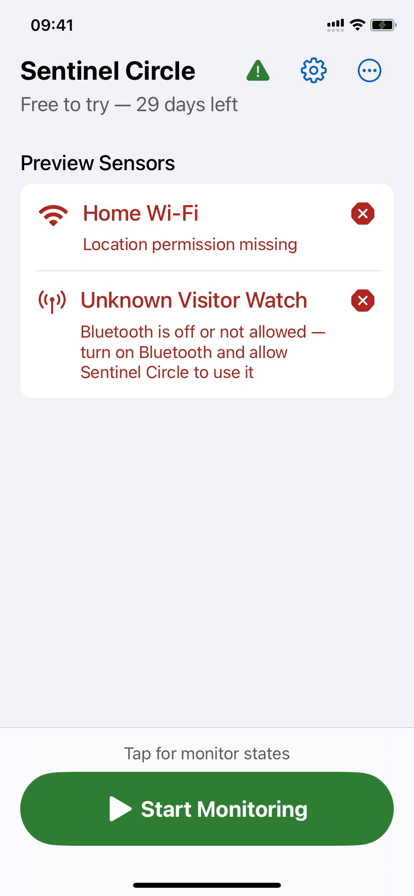 09:41
Sentinel Circle
Free to try — 29 days left
Preview Sensors
Home Wi-Fi
Location permission missing
Unknown Visitor Watch
Bluetooth is off or not allowed —
turn on Bluetooth and allow
Sentinel Circle to use it
Tap for monitor states
Start Monitoring